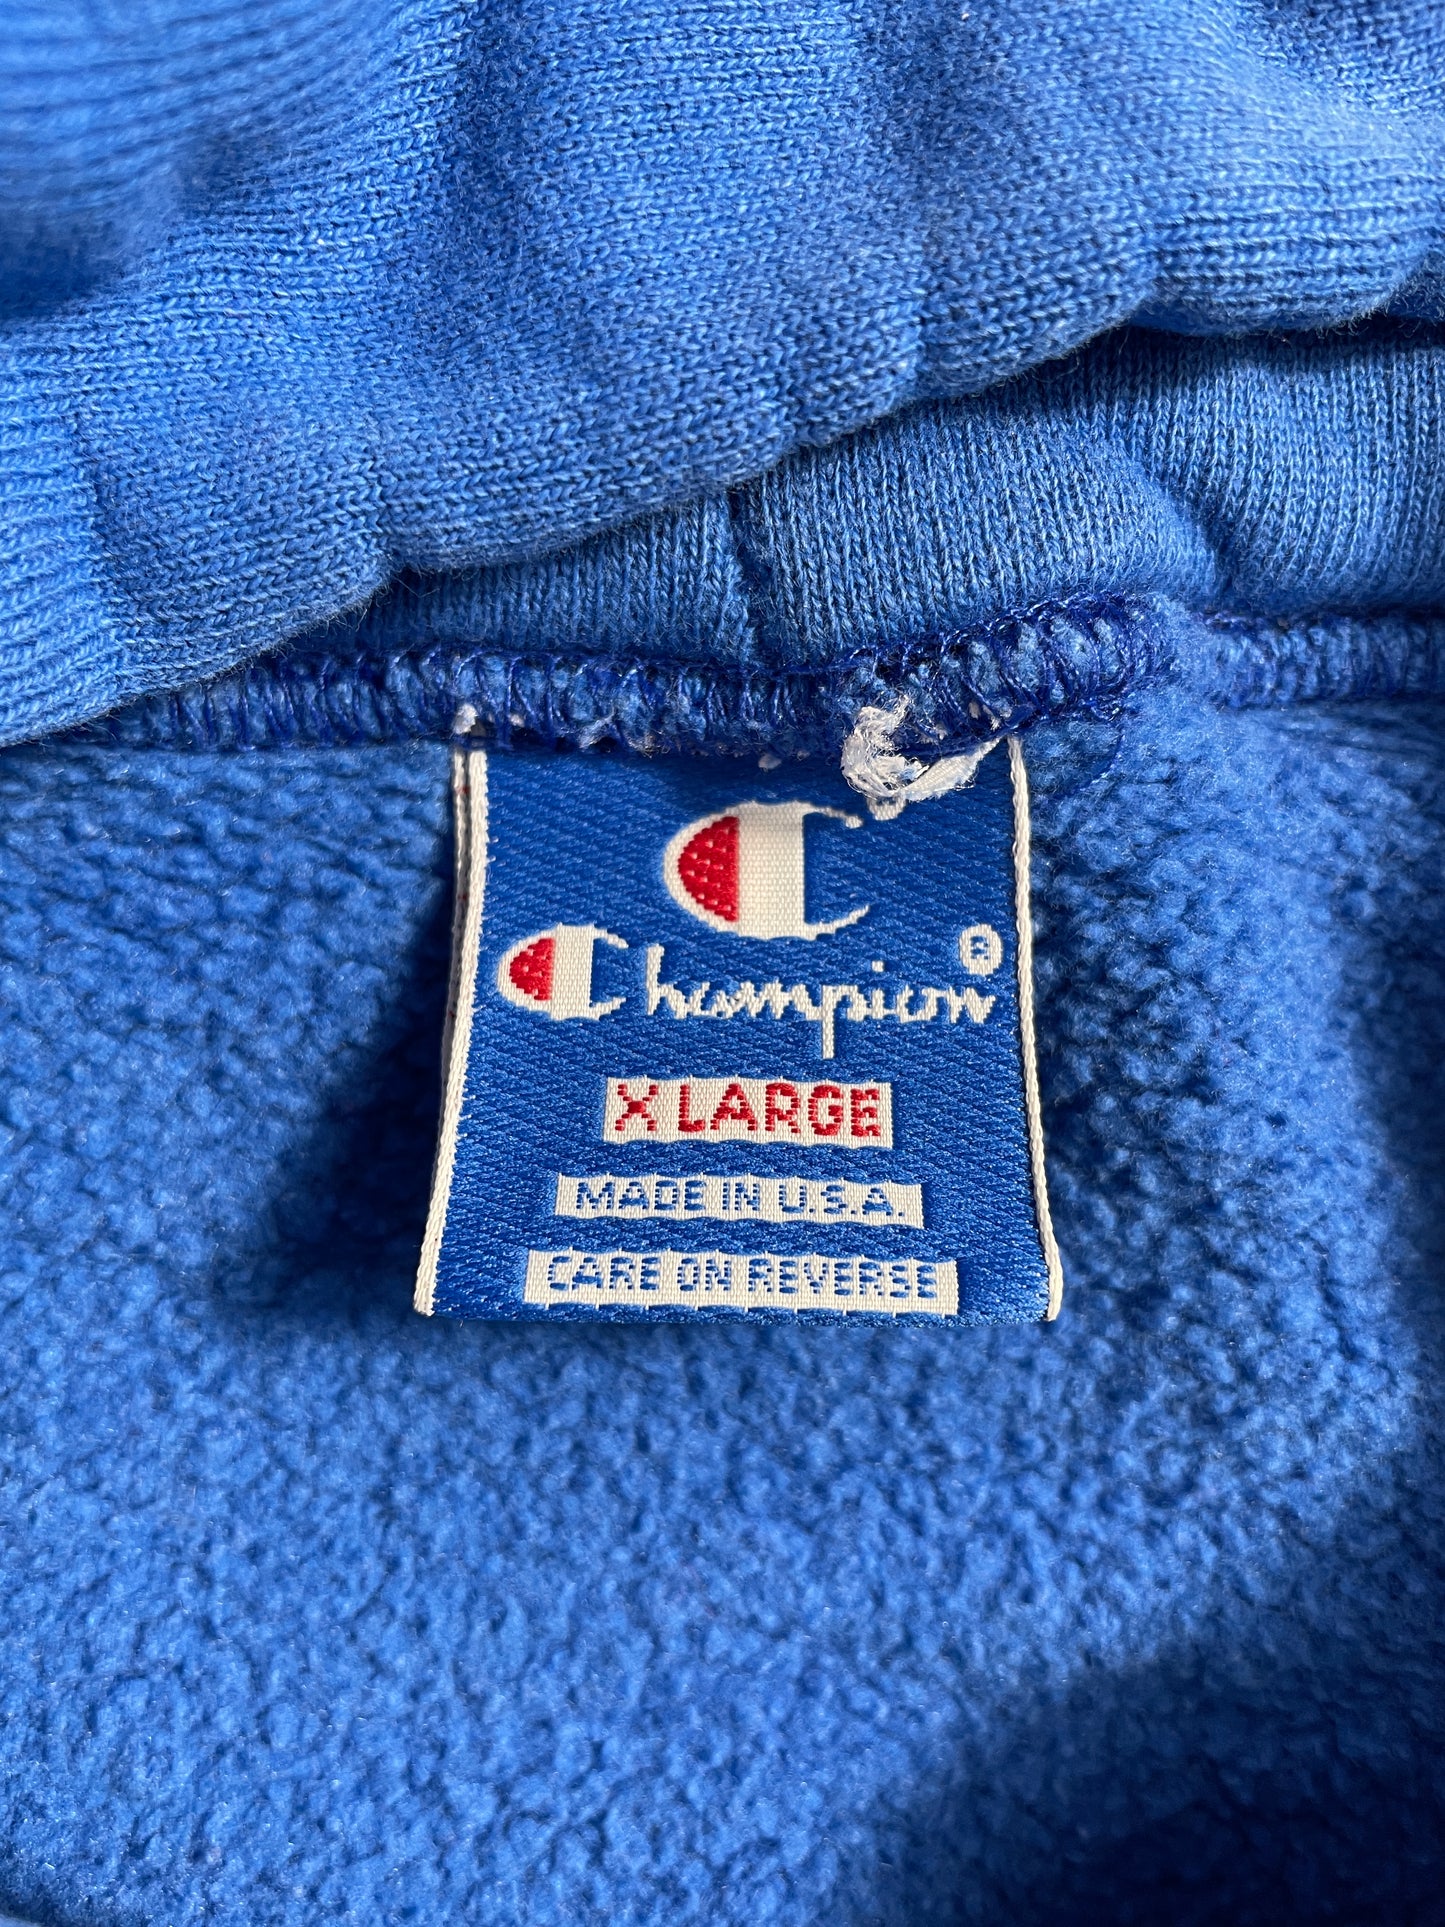 Champion®
X LARGE
MADE IN U.S.A.
CARE ON REVERSE